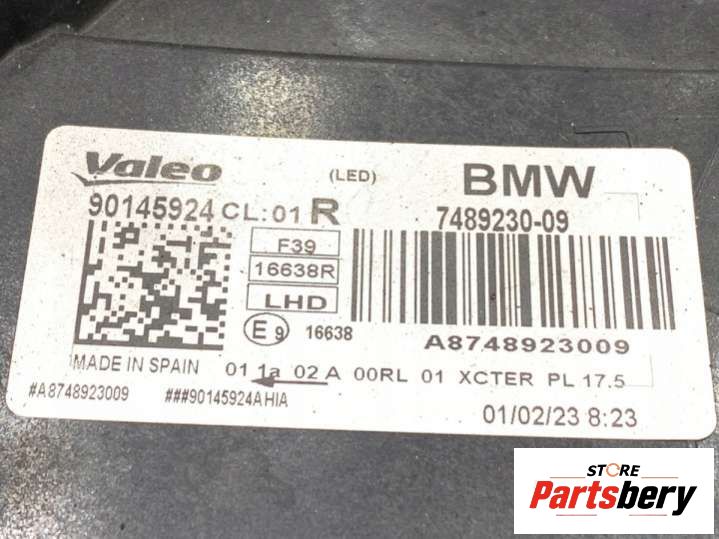 Valeo (LED) BMW
90145924 CL:01 R 7489230-09
F39
16638R
LHD
E9 16638 A8748923009
MADE IN SPAIN 01 1a 02 A 00RL 01 XCTER PL 17.5
#A8748923009 ###90145924AHIA 01/02/23 8:23
STORE
Partsbery